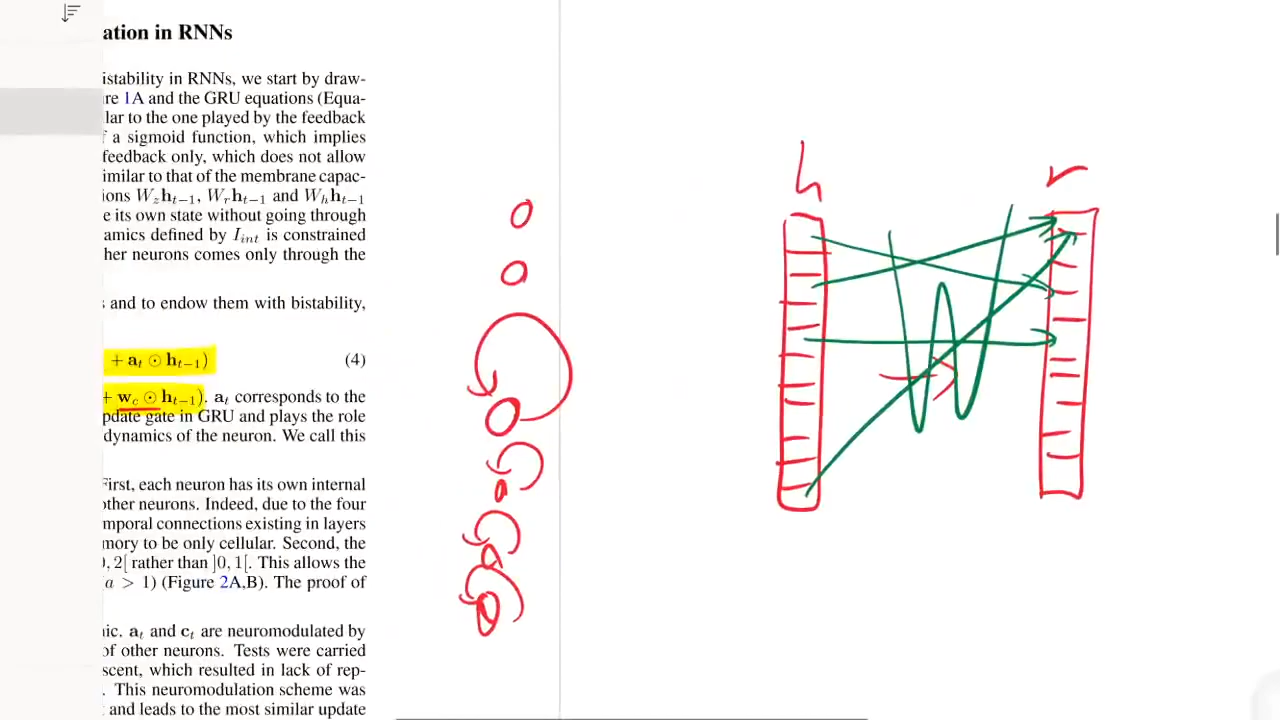 ation in RNNs
istability in RNNs, we start by draw-
re 1A and the GRU equations (Equa-
lar to the one played by the feedback
f a sigmoid function, which implies
feedback only, which does not allow
imilar to that of the membrane capac-
ions W_z h_{t−1}, W_r h_{t−1} and W_h h_{t−1}
e its own state without going through
amics defined by I_{int} is constrained
her neurons comes only through the
s and to endow them with bistability,
+ a_t ⊙ h_{t−1}) (4)
+ w_c ⊙ h_{t−1}). a_t corresponds to the
pdate gate in GRU and plays the role
dynamics of the neuron. We call this
First, each neuron has its own internal
other neurons. Indeed, due to the four
mporal connections existing in layers
mory to be only cellular. Second, the
), 2[ rather than ]0, 1[. This allows the
(a > 1) (Figure 2A,B). The proof of
nic. a_t and c_t are neuromodulated by
of other neurons. Tests were carried
scent, which resulted in lack of rep-
. This neuromodulation scheme was
and leads to the most similar update
h r
W